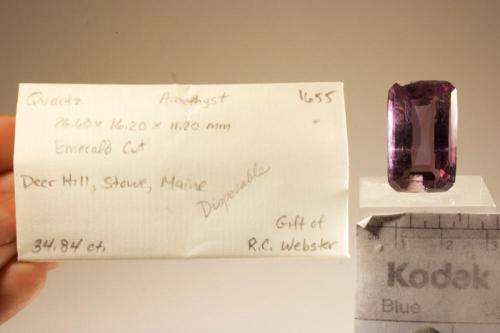 Quartz Amethyst 1655
26.60 x 16.20 x 11.20 mm
Emerald Cut
Deer Hill, Stowe, Maine
Disposable
Gift of
34.84 ct. R.C. Webster
1 2 3
Kodak
Blue